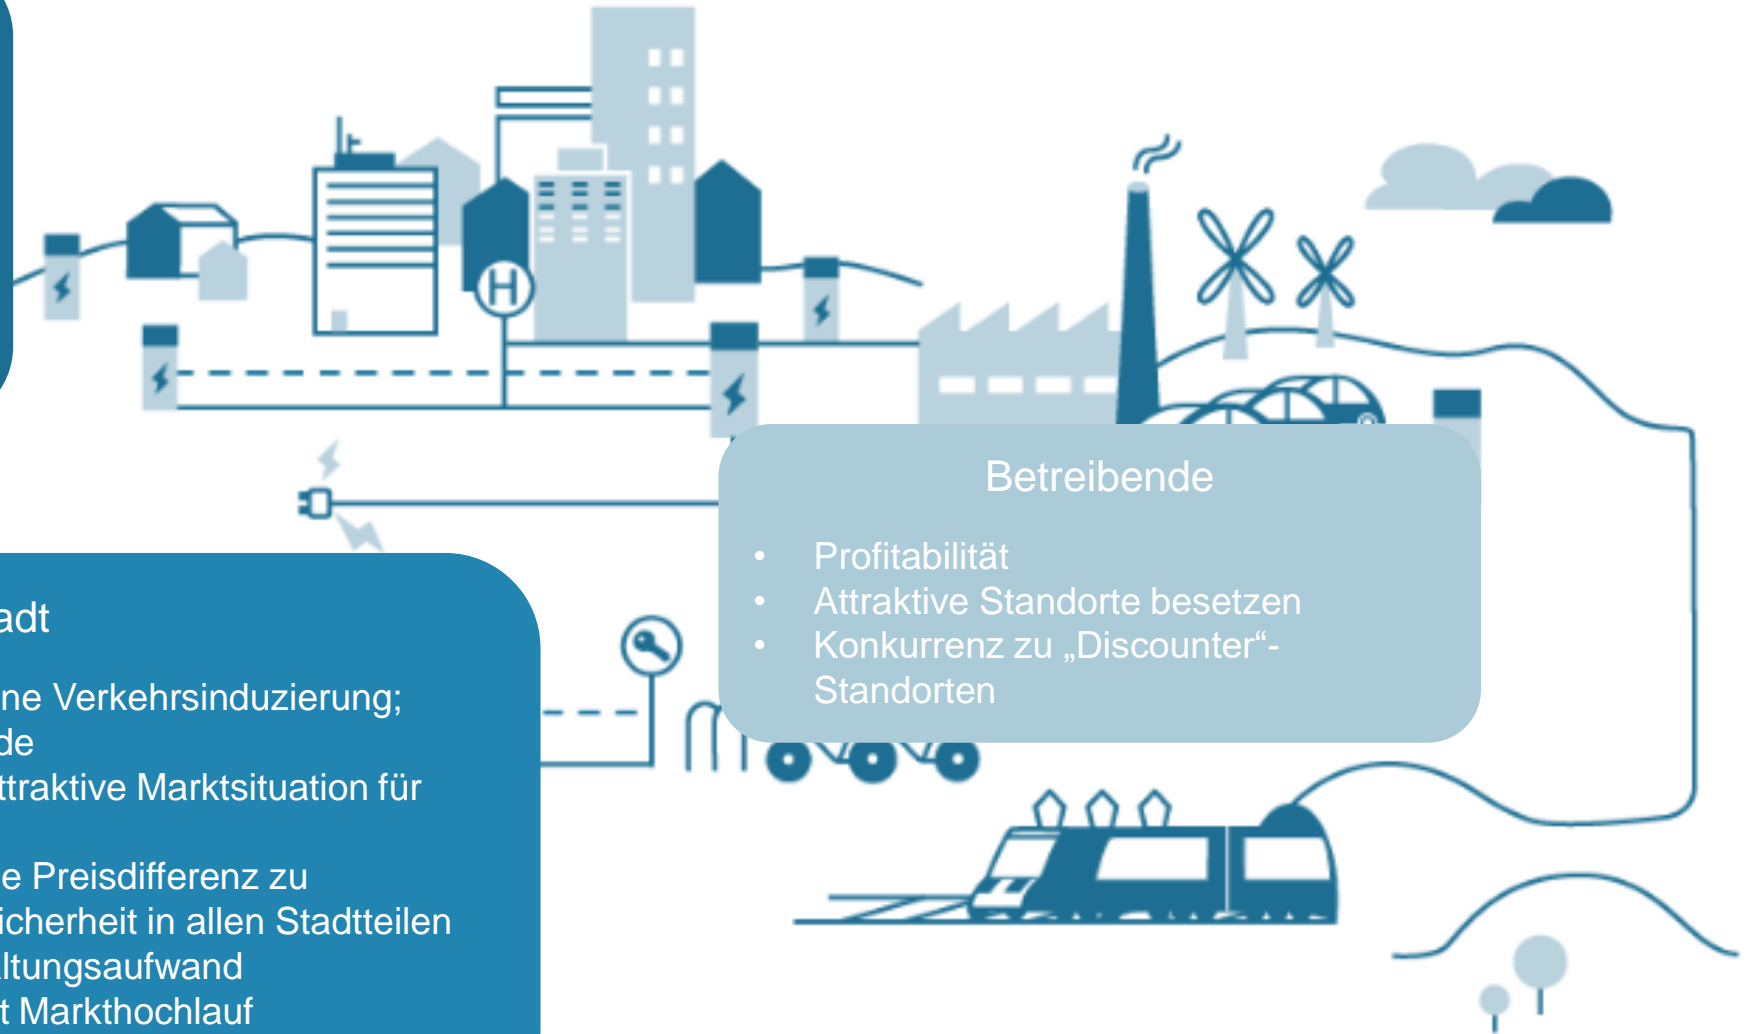 H
Betreibende
• Profitabilität
• Attraktive Standorte besetzen
• Konkurrenz zu „Discounter“-
Standorten
adt
ne Verkehrsinduzierung;
de
ttraktive Marktsituation für
e Preisdifferenz zu
icherheit in allen Stadtteilen
ltungsaufwand
t Markthochlauf